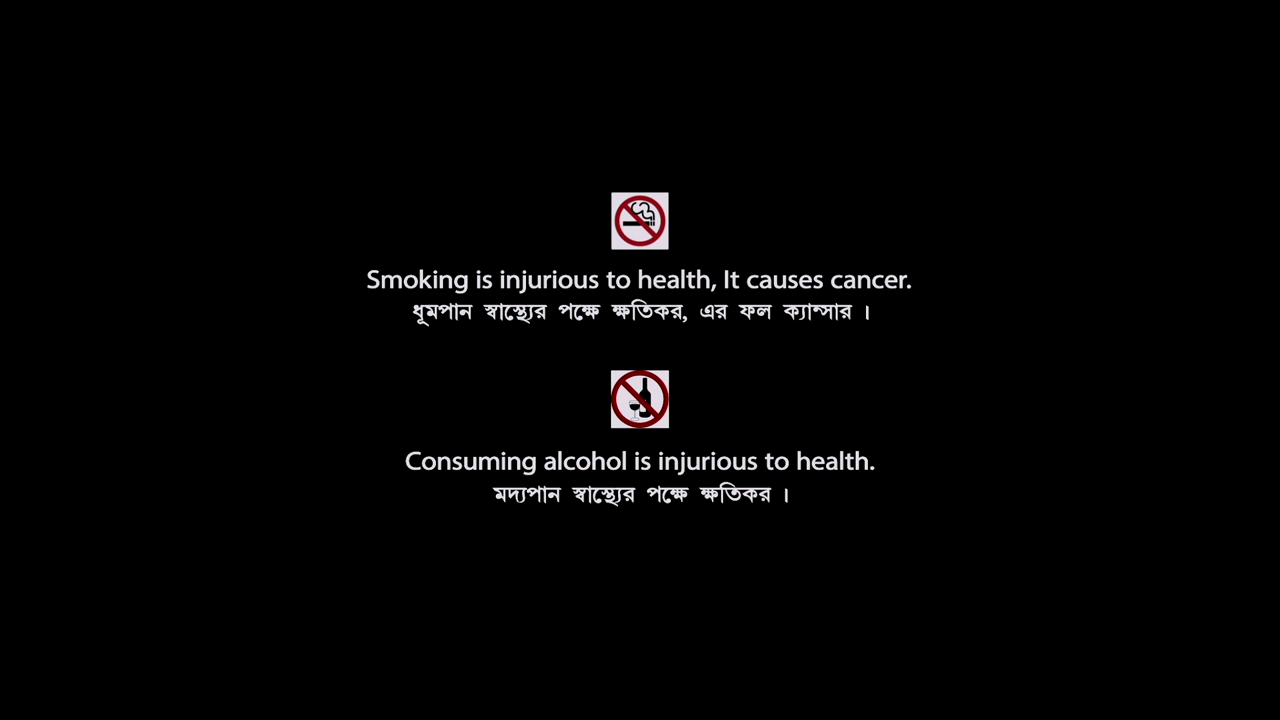 Smoking is injurious to health, It causes cancer.
ধূমপান স্বাস্থ্যের পক্ষে ক্ষতিকর, এর ফল ক্যান্সার ।
Consuming alcohol is injurious to health.
মদ্যপান স্বাস্থ্যের পক্ষে ক্ষতিকর ।